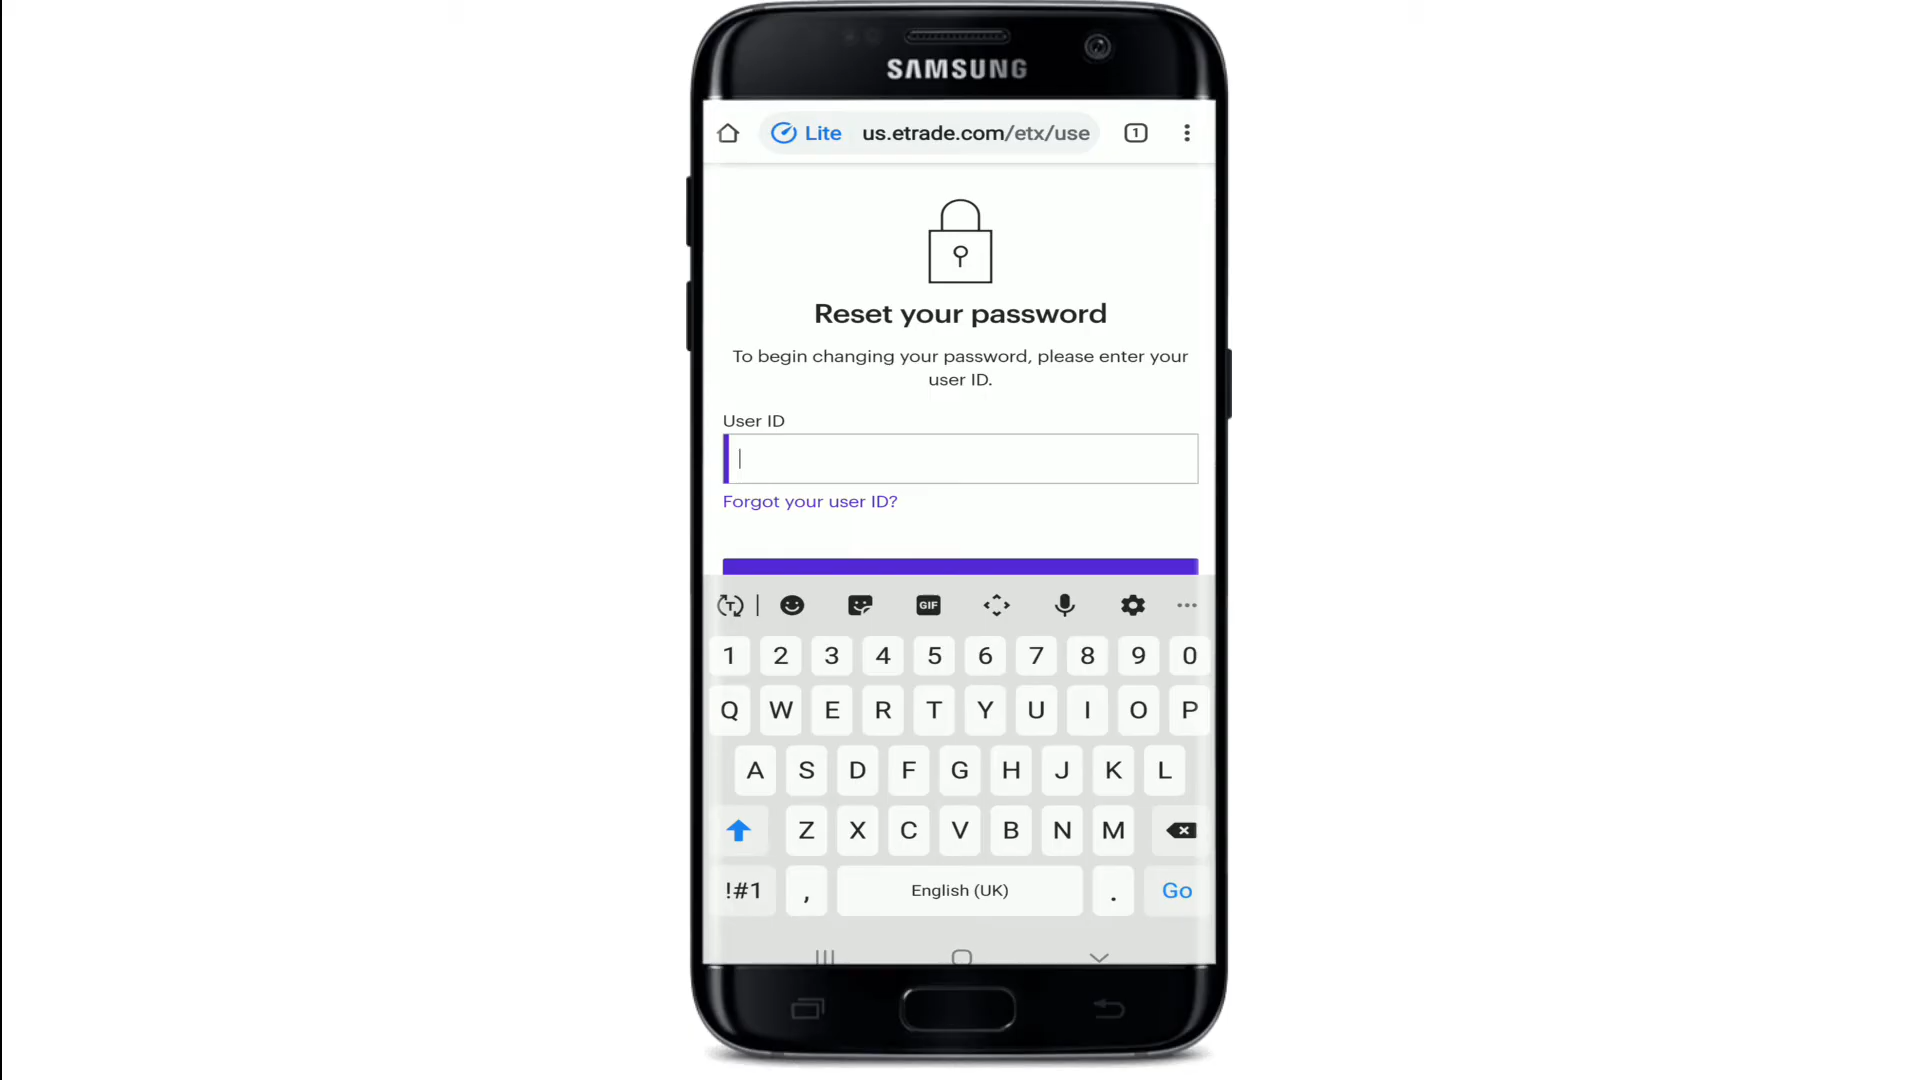 SAMSUNG
Lite us.etrade.com/etx/use 1
Reset your password
To begin changing your password, please enter your
user ID.
User ID
Forgot your user ID?
T GIF
1 2 3 4 5 6 7 8 9 0
Q W E R T Y U I O P
A S D F G H J K L
Z X C V B N M
!#1 , English (UK) . Go